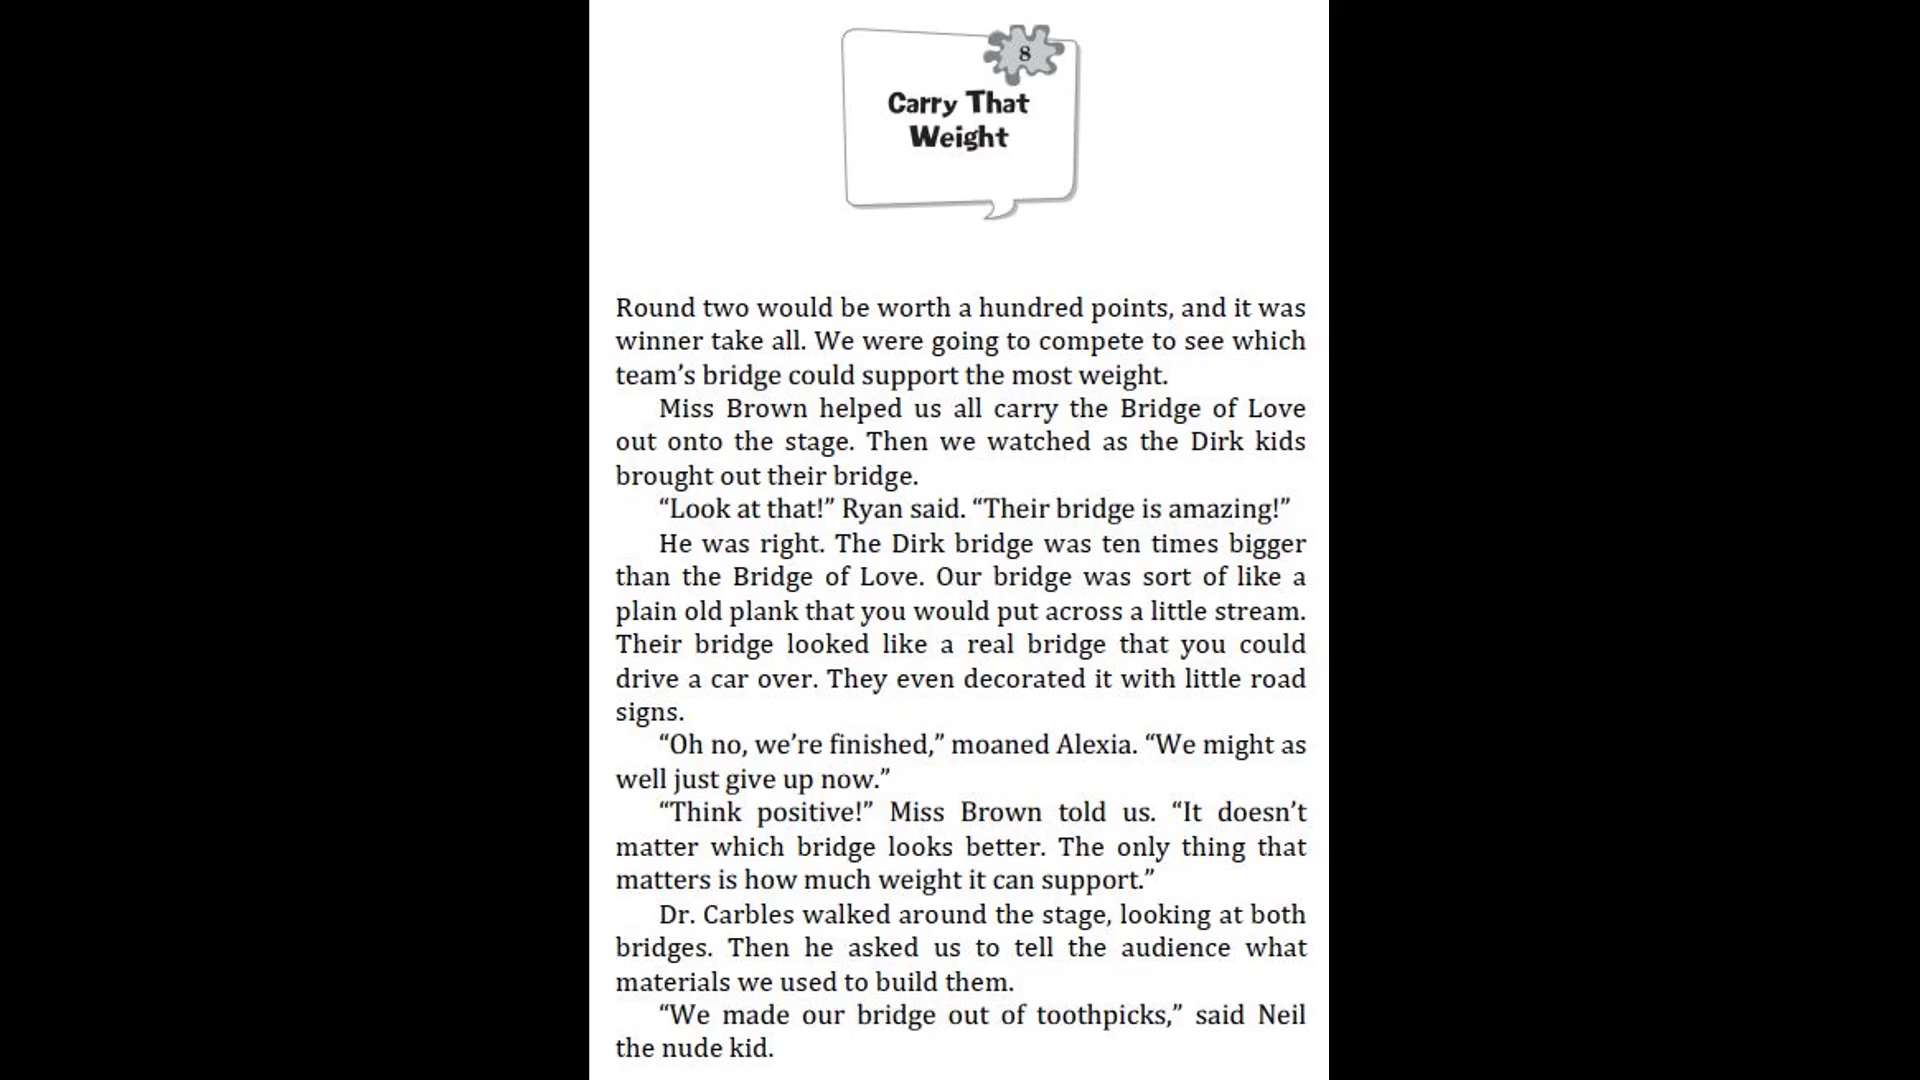 8
Carry That
Weight
Round two would be worth a hundred points, and it was
winner take all. We were going to compete to see which
team’s bridge could support the most weight.
Miss Brown helped us all carry the Bridge of Love
out onto the stage. Then we watched as the Dirk kids
brought out their bridge.
“Look at that!” Ryan said. “Their bridge is amazing!”
He was right. The Dirk bridge was ten times bigger
than the Bridge of Love. Our bridge was sort of like a
plain old plank that you would put across a little stream.
Their bridge looked like a real bridge that you could
drive a car over. They even decorated it with little road
signs.
“Oh no, we’re finished,” moaned Alexia. “We might as
well just give up now.”
“Think positive!” Miss Brown told us. “It doesn’t
matter which bridge looks better. The only thing that
matters is how much weight it can support.”
Dr. Carbles walked around the stage, looking at both
bridges. Then he asked us to tell the audience what
materials we used to build them.
“We made our bridge out of toothpicks,” said Neil
the nude kid.